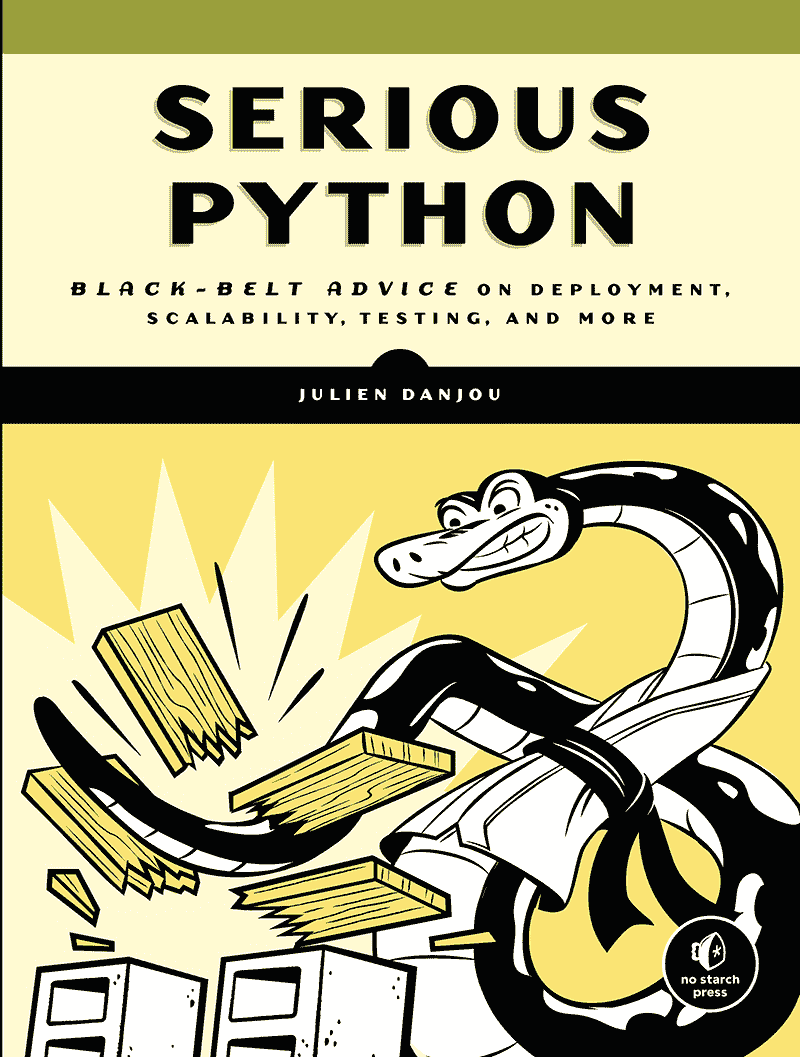 SERIOUS
PYTHON
BLACK-BELT ADVICE ON DEPLOYMENT,
SCALABILITY, TESTING, AND MORE
JULIEN DANJOU
no starch
press